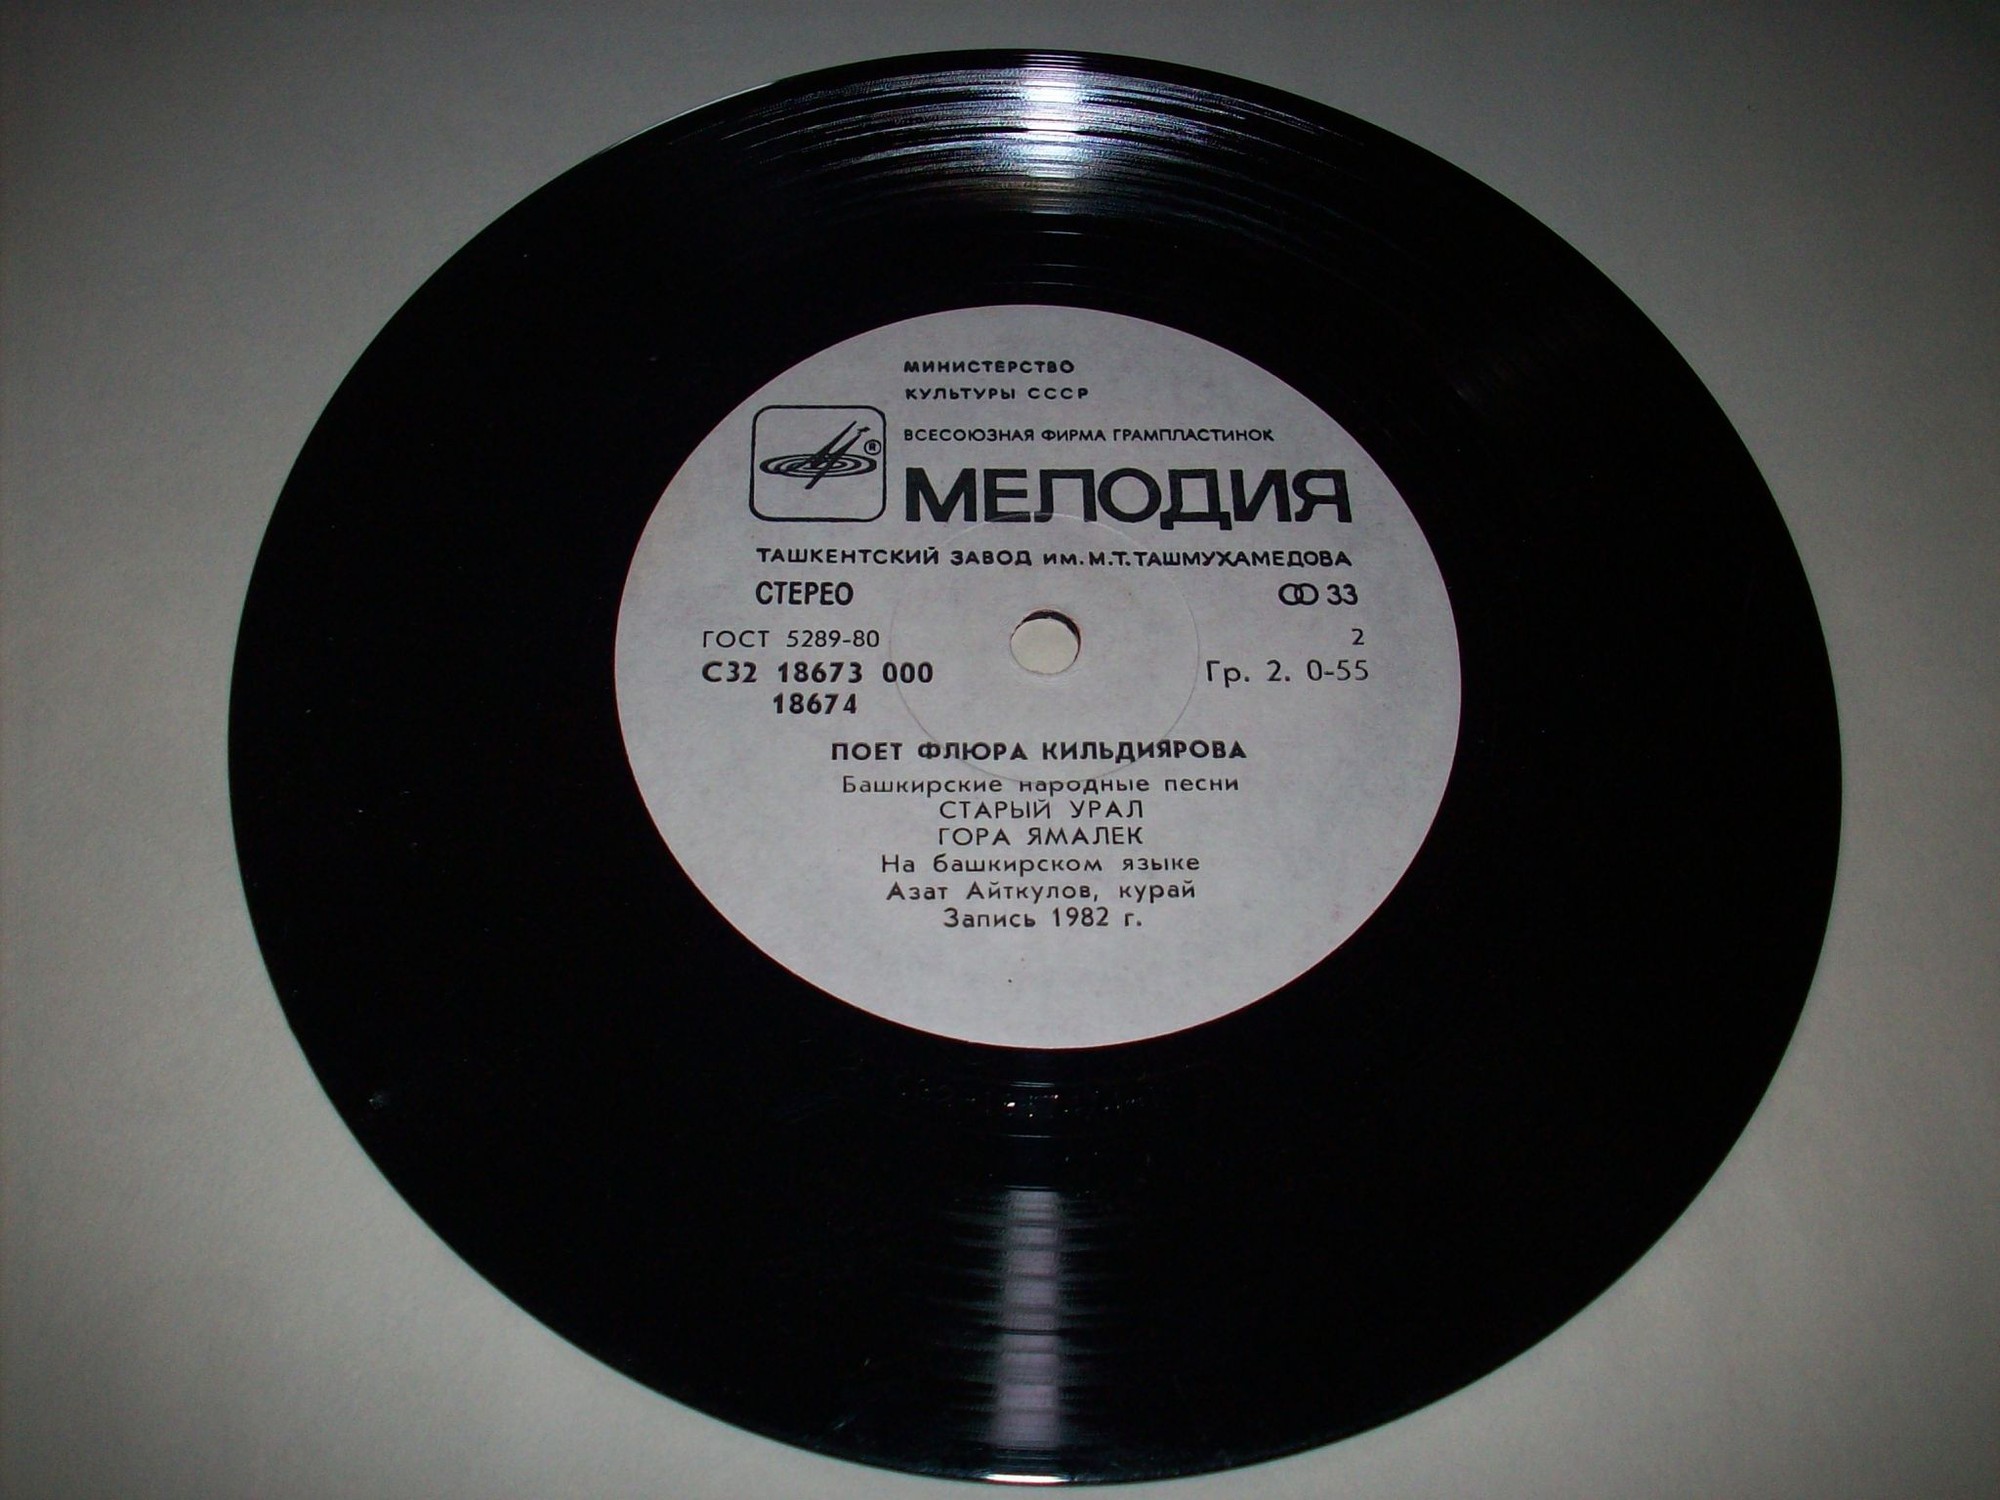 МИНИСТЕРСТВО
КУЛЬТУРЫ СССР
ВСЕСОЮЗНАЯ ФИРМА ГРАМПЛАСТИНОК
®
МЕЛОДИЯ
ТАШКЕНТСКИЙ ЗАВОД им. М.Т.ТАШМУХАМЕДОВА
СТЕРЕО 33
ГОСТ 5289-80 2
С32 18673 000 Гр. 2. 0-55
18674
ПОЕТ ФЛЮРА КИЛЬДИЯРОВА
Башкирские народные песни
СТАРЫЙ УРАЛ
ГОРА ЯМАЛЕК
На башкирском языке
Азат Айткулов, курай
Запись 1982 г.